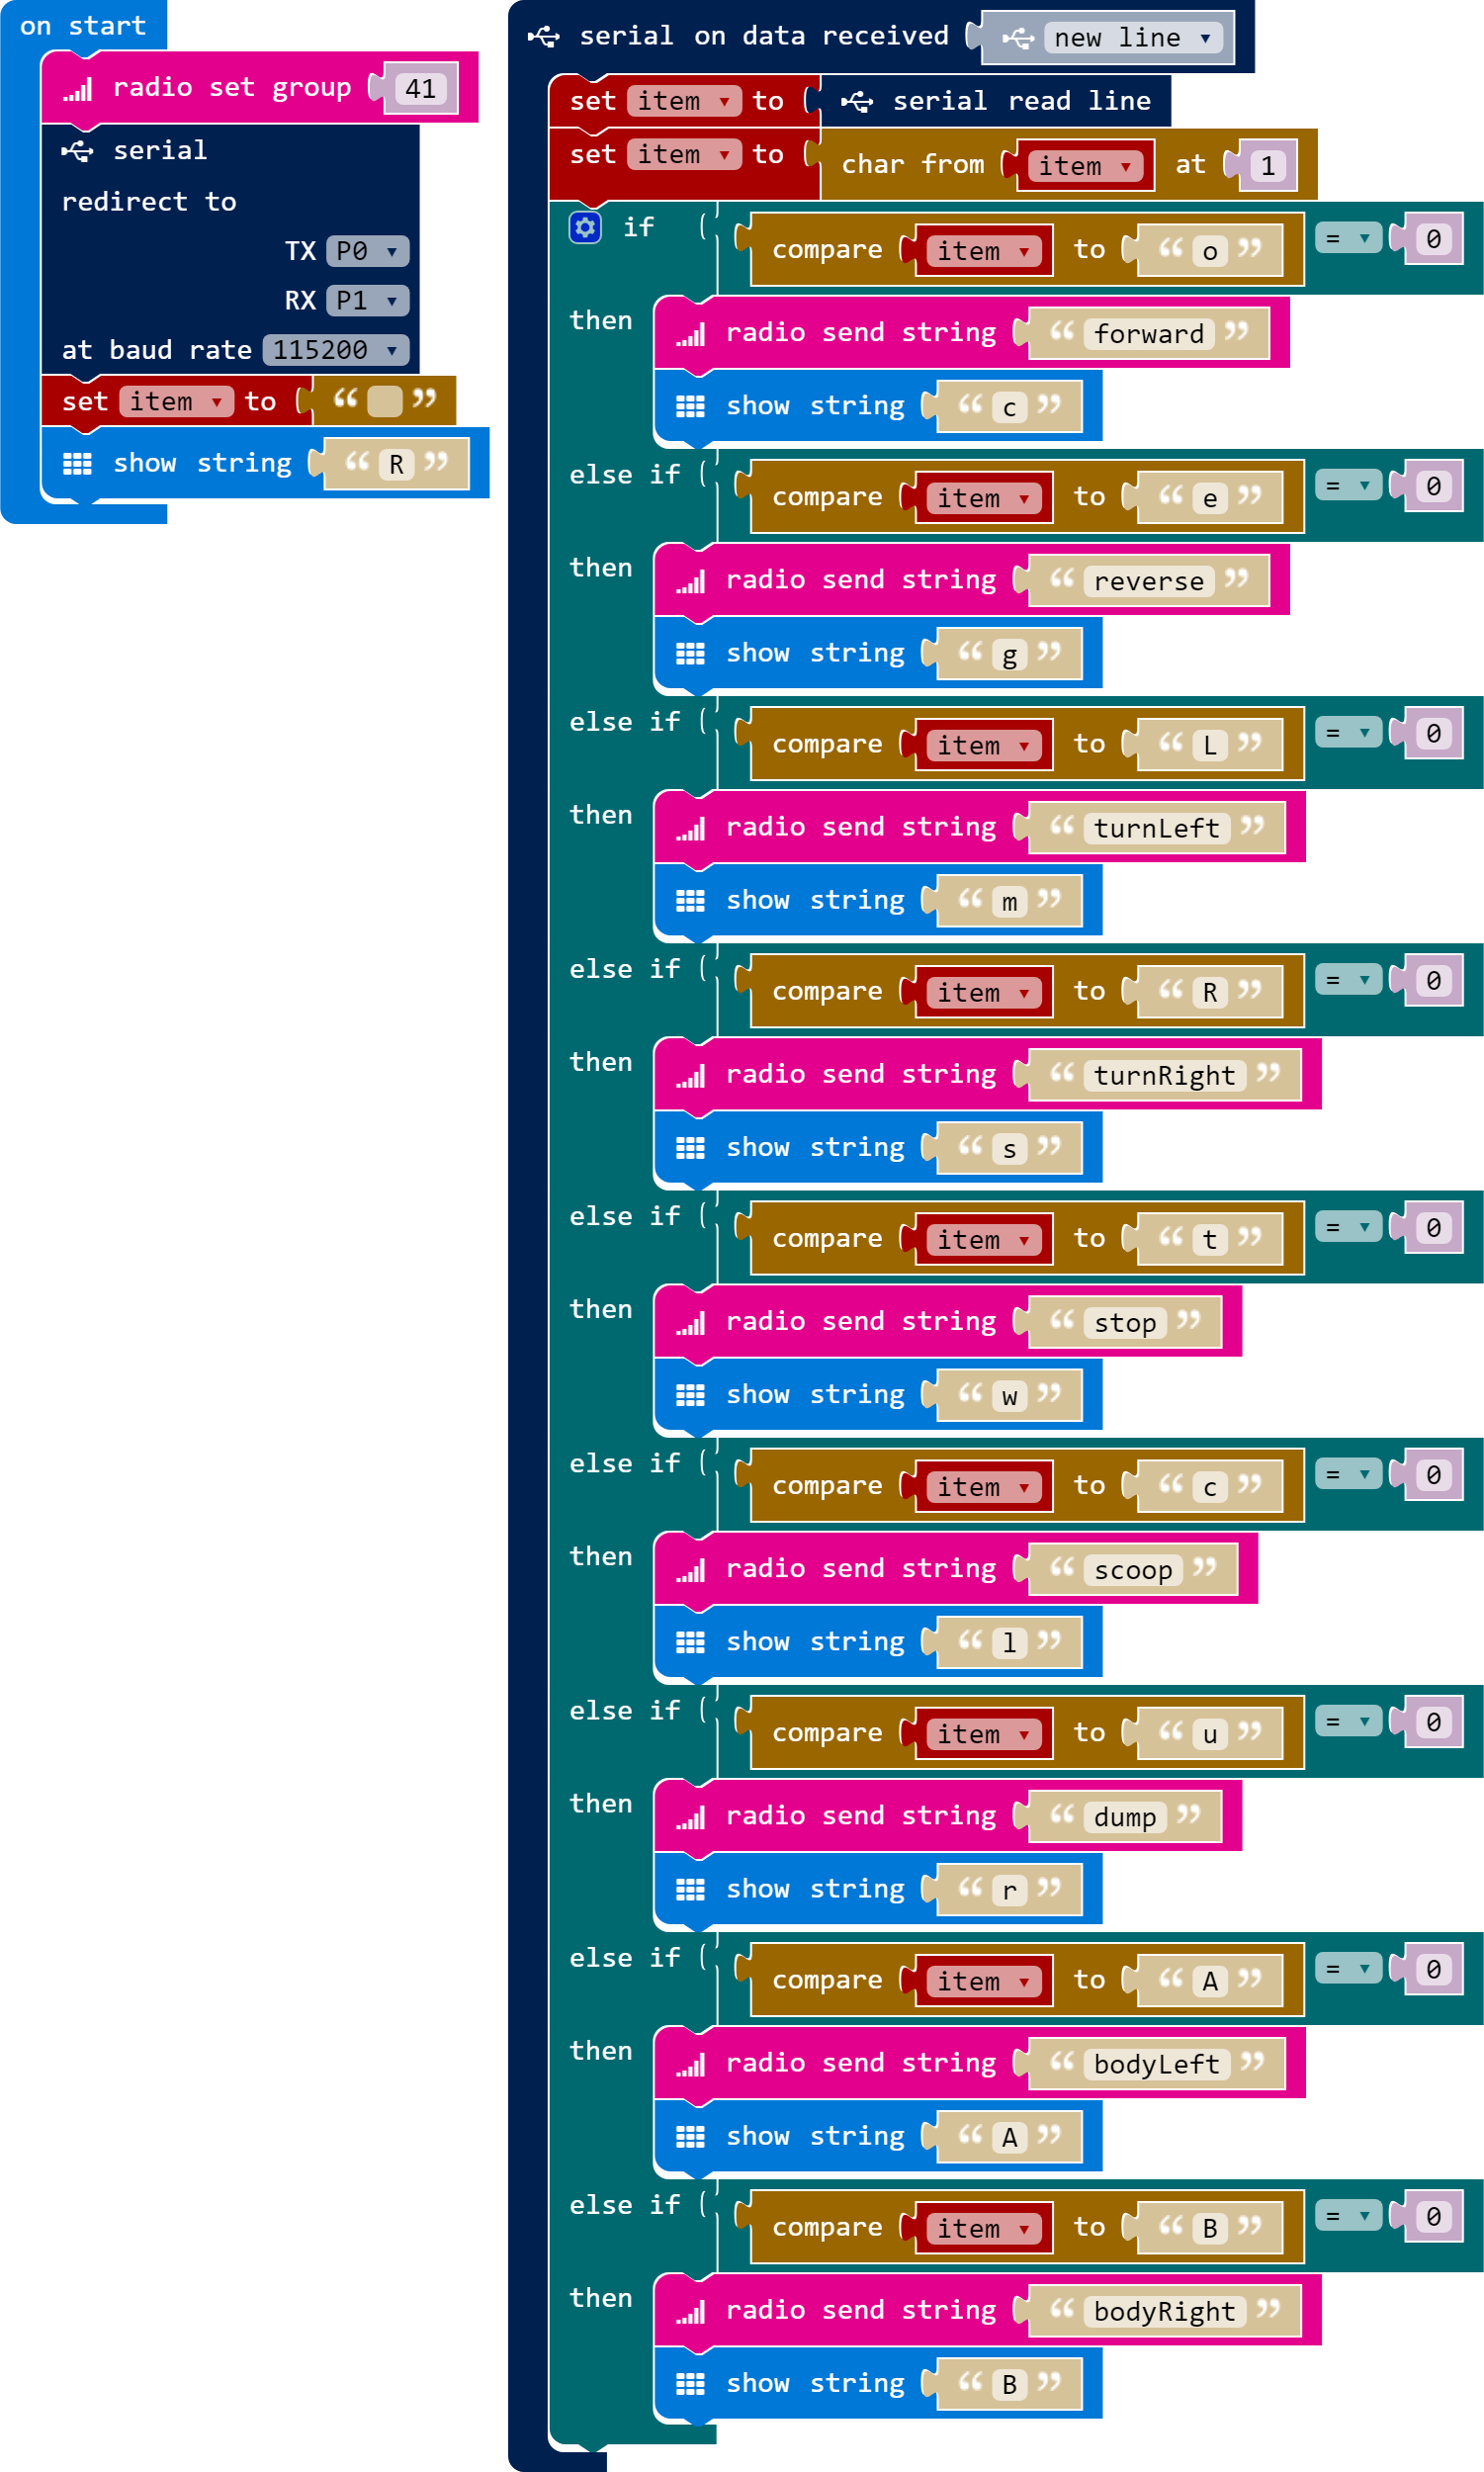 on start
radio set group 41
serial
redirect to
TX P0
RX P1
at baud rate 115200
set item to “ ”
show string “ R ”
serial on data received new line
set item to serial read line
set item to char from item at 1
if compare item to “ o ” = 0
then radio send string “ forward ”
show string “ c ”
else if compare item to “ e ” = 0
then radio send string “ reverse ”
show string “ g ”
else if compare item to “ L ” = 0
then radio send string “ turnLeft ”
show string “ m ”
else if compare item to “ R ” = 0
then radio send string “ turnRight ”
show string “ s ”
else if compare item to “ t ” = 0
then radio send string “ stop ”
show string “ w ”
else if compare item to “ c ” = 0
then radio send string “ scoop ”
show string “ l ”
else if compare item to “ u ” = 0
then radio send string “ dump ”
show string “ r ”
else if compare item to “ A ” = 0
then radio send string “ bodyLeft ”
show string “ A ”
else if compare item to “ B ” = 0
then radio send string “ bodyRight ”
show string “ B ”